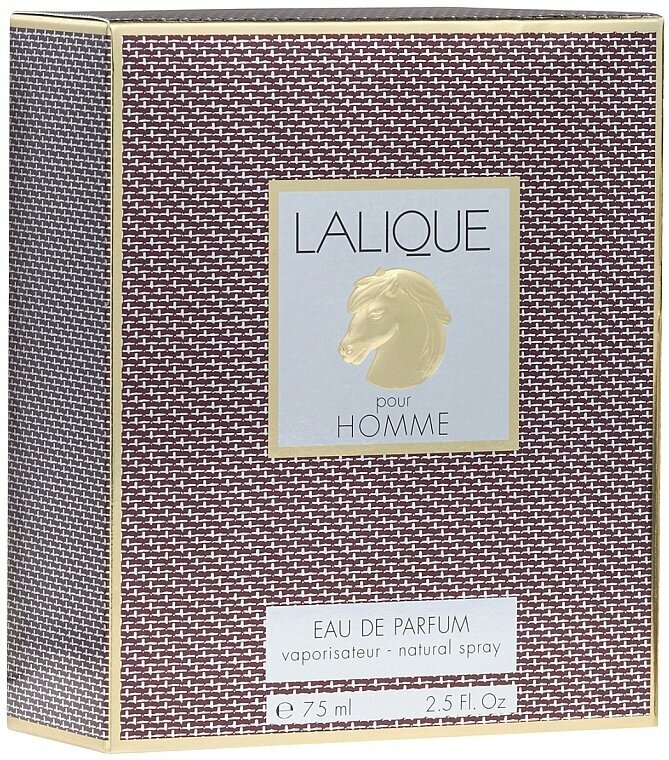 LALIQUE
pour
HOMME
EAU DE PARFUM
vaporisateur - natural spray
℮ 75 ml 2.5 Fl. Oz